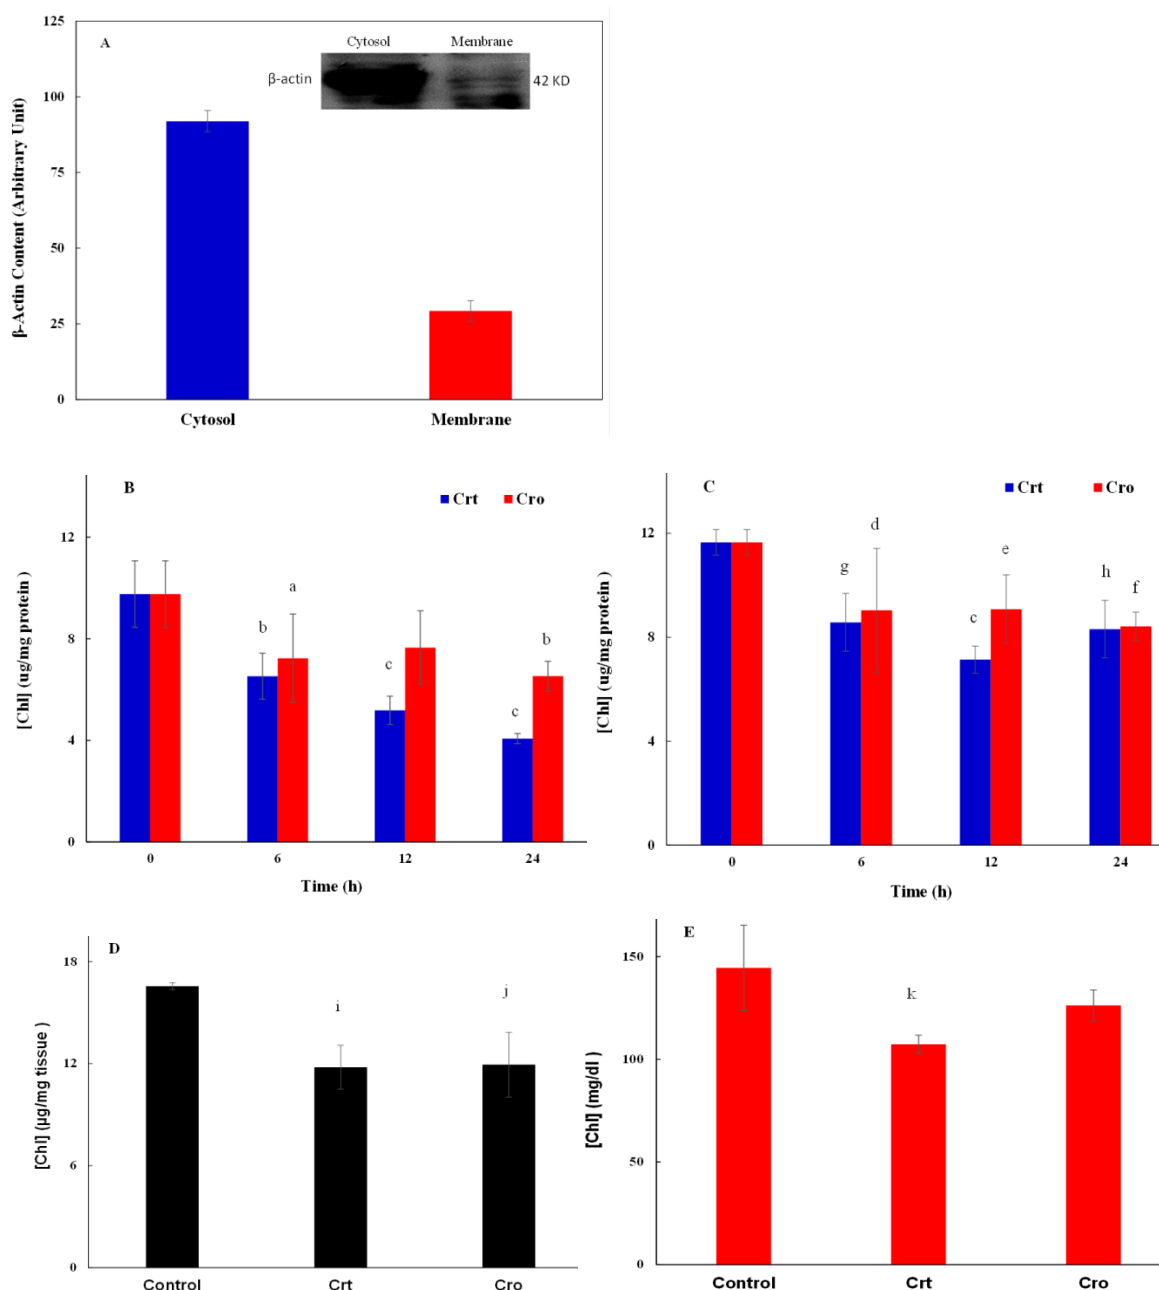 A
Cytosol Membrane
β-actin 42 KD
β-Actin Content (Arbitrary Unit)
125
100
75
50
25
0
Cytosol Membrane
B
Crt Cro
[Chl] (ug/mg protein )
12
8
4
0
b a
c
c b
0 6 12 24
Time (h)
C
Crt Cro
[Chl] (ug/mg protein )
12
8
4
0
g d
c e
h f
0 6 12 24
Time (h)
D
[Chl] (µg/mg tissue )
18
12
6
0
i j
Control Crt Cro
E
[Chl] (mg/dl )
150
100
50
0
k
Control Crt Cro